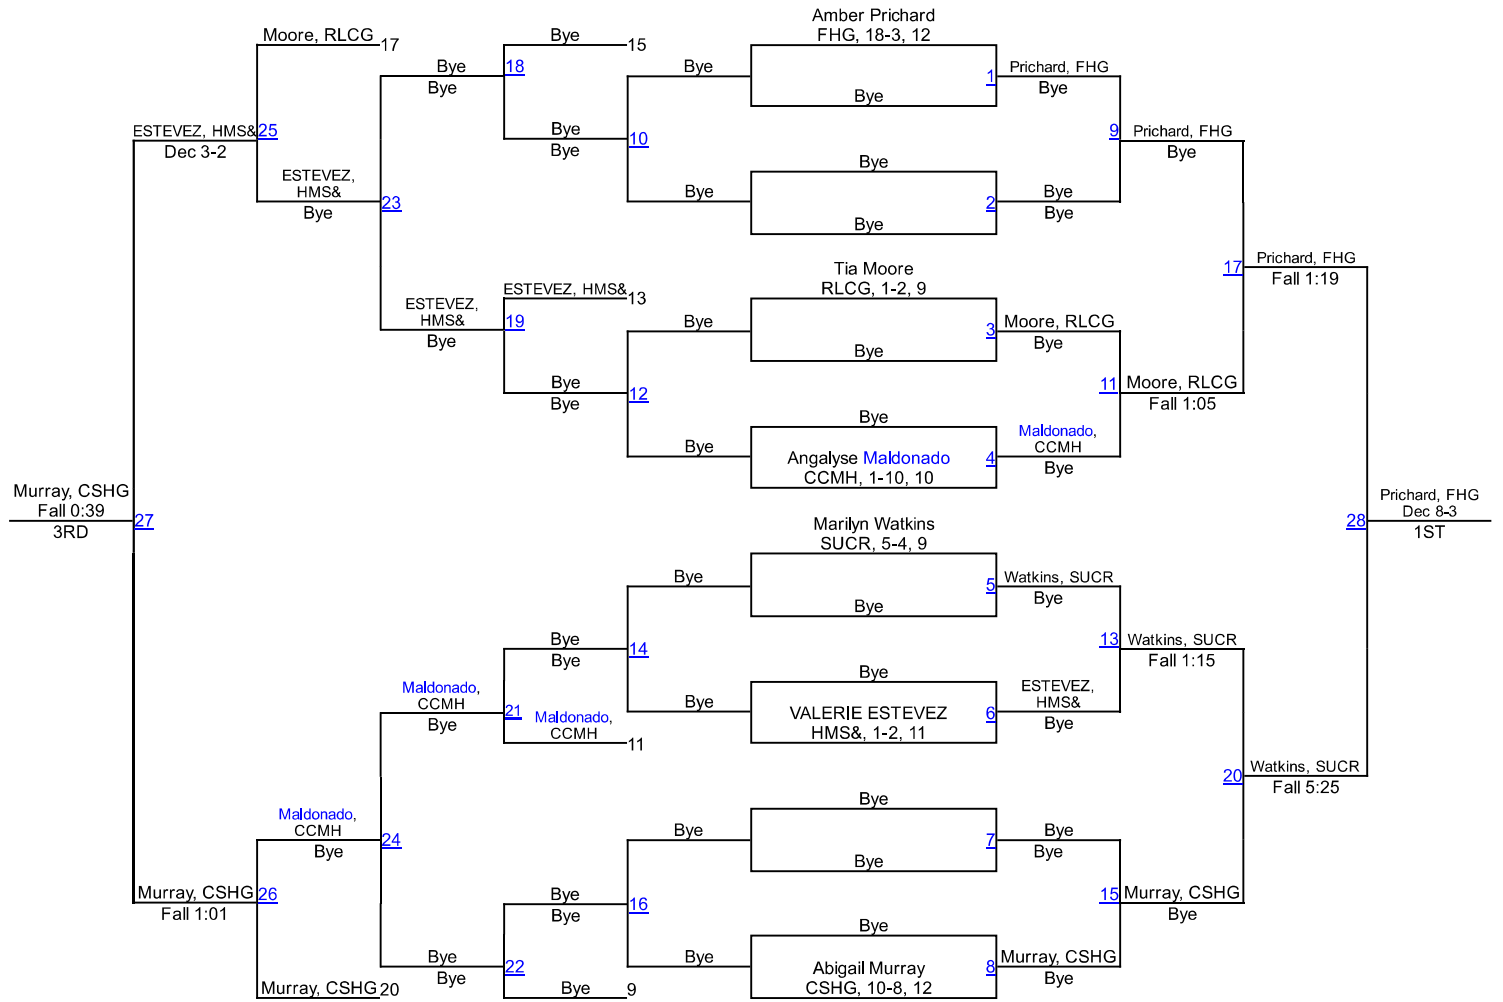 Amber Prichard
FHG, 18-3, 12
Moore, RLCG 17
Bye 15
Bye 18
Bye
Bye
1 Prichard, FHG
Bye
Bye
ESTEVEZ, HMS& 25
Dec 3-2
Bye
Bye
10
9 Prichard, FHG
Bye
ESTEVEZ,
HMS&
Bye
23
Bye
Bye
Bye
2 Bye
Bye
Tia Moore
RLCG, 1-2, 9
17 Prichard, FHG
Fall 1:19
ESTEVEZ,
HMS&
Bye
19
ESTEVEZ, HMS& 13
Bye
Bye
3 Moore, RLCG
Bye
Bye
Bye
12
11 Moore, RLCG
Fall 1:05
Bye
Bye
Angalyse Maldonado
CCMH, 1-10, 10
4
Maldonado,
CCMH
Bye
Murray, CSHG
Fall 0:39
3RD
27
Marilyn Watkins
SUCR, 5-4, 9
28
Prichard, FHG
Dec 8-3
1ST
Bye
Bye
5 Watkins, SUCR
Bye
Bye
Bye
14
13 Watkins, SUCR
Fall 1:15
Maldonado,
CCMH
Bye
21
Maldonado,
CCMH
11
Bye
Bye
VALERIE ESTEVEZ
HMS&, 1-2, 11
6
ESTEVEZ,
HMS&
Bye
20 Watkins, SUCR
Fall 5:25
Maldonado,
CCMH
Bye
24
Bye
Bye
Bye
7 Bye
Bye
Murray, CSHG 26
Fall 1:01
Bye
Bye
16
15 Murray, CSHG
Bye
Bye
Bye
22
Bye
Bye
Abigail Murray
CSHG, 10-8, 12
8 Murray, CSHG
Bye
Murray, CSHG 20
Bye 9